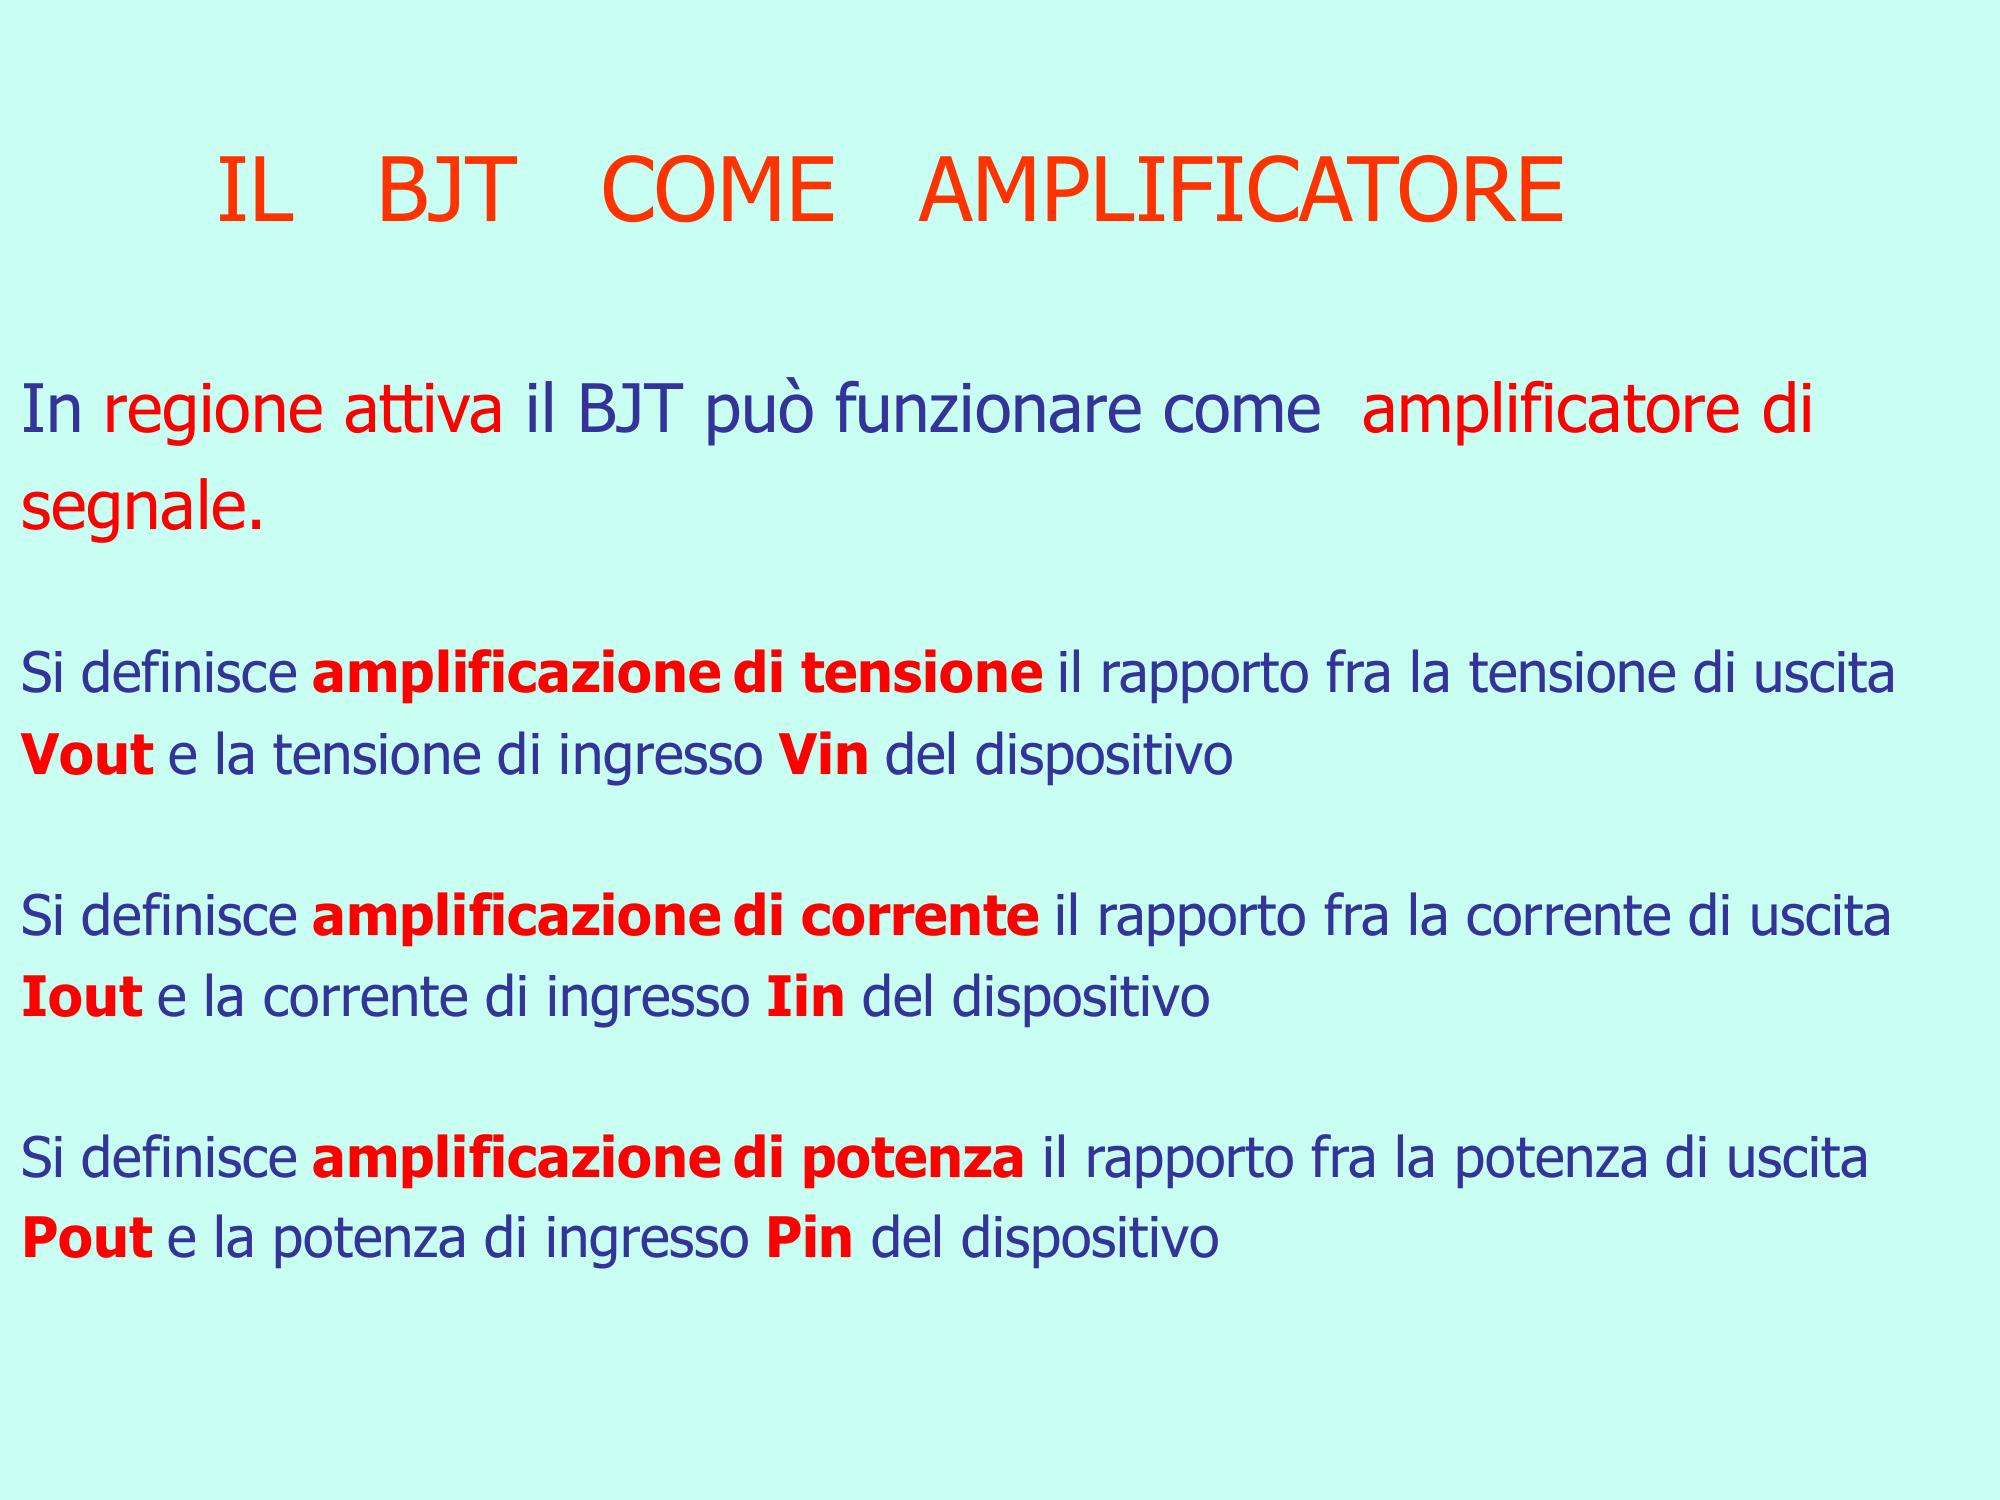 IL BJT COME AMPLIFICATORE
In regione attiva il BJT può funzionare come amplificatore di
segnale.
Si definisce amplificazione di tensione il rapporto fra la tensione di uscita
Vout e la tensione di ingresso Vin del dispositivo
Si definisce amplificazione di corrente il rapporto fra la corrente di uscita
Iout e la corrente di ingresso Iin del dispositivo
Si definisce amplificazione di potenza il rapporto fra la potenza di uscita
Pout e la potenza di ingresso Pin del dispositivo